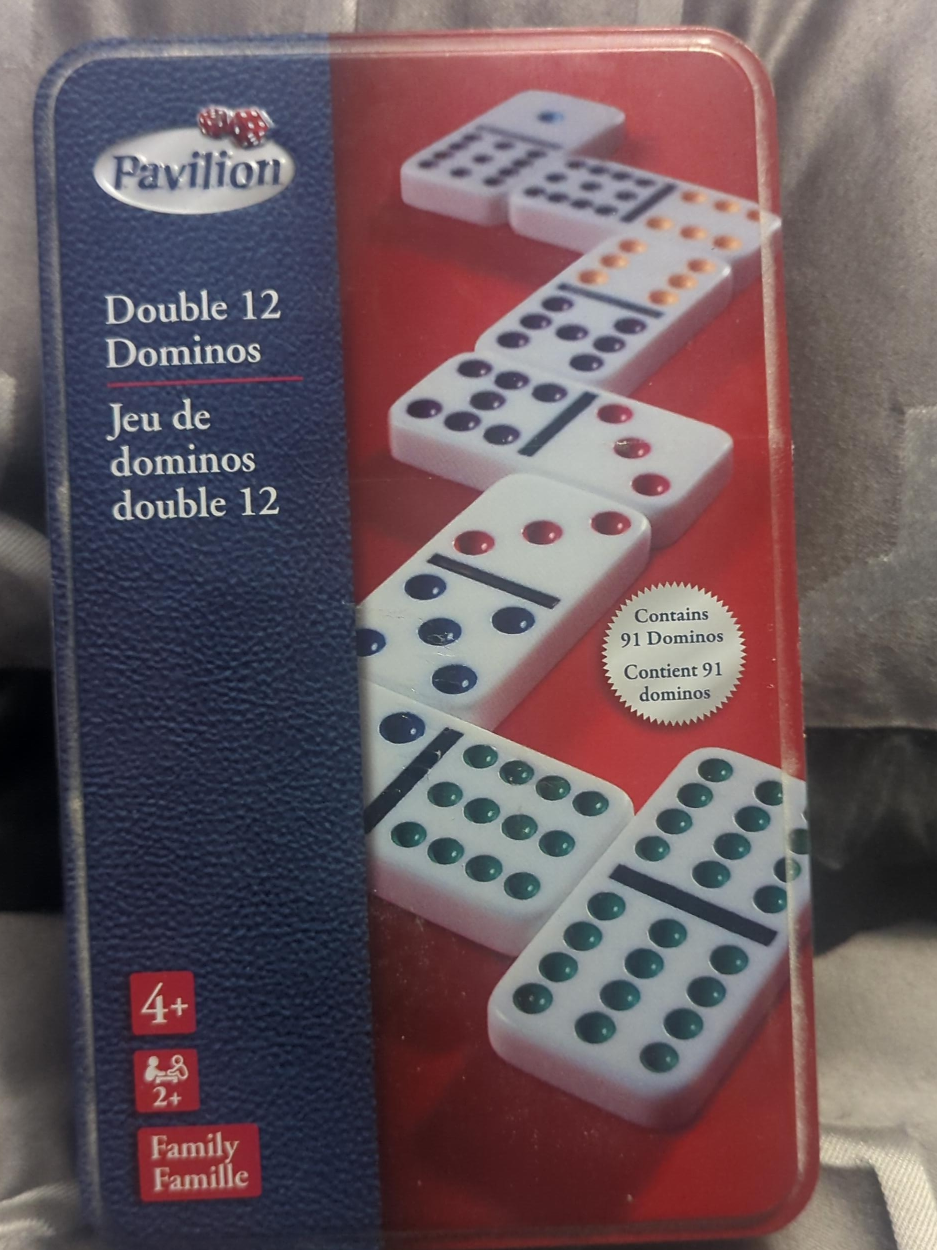 Pavilion
Double 12
Dominos
Jeu de
dominos
double 12
Contains
91 Dominos
Contient 91
dominos
4+
2+
Family
Famille